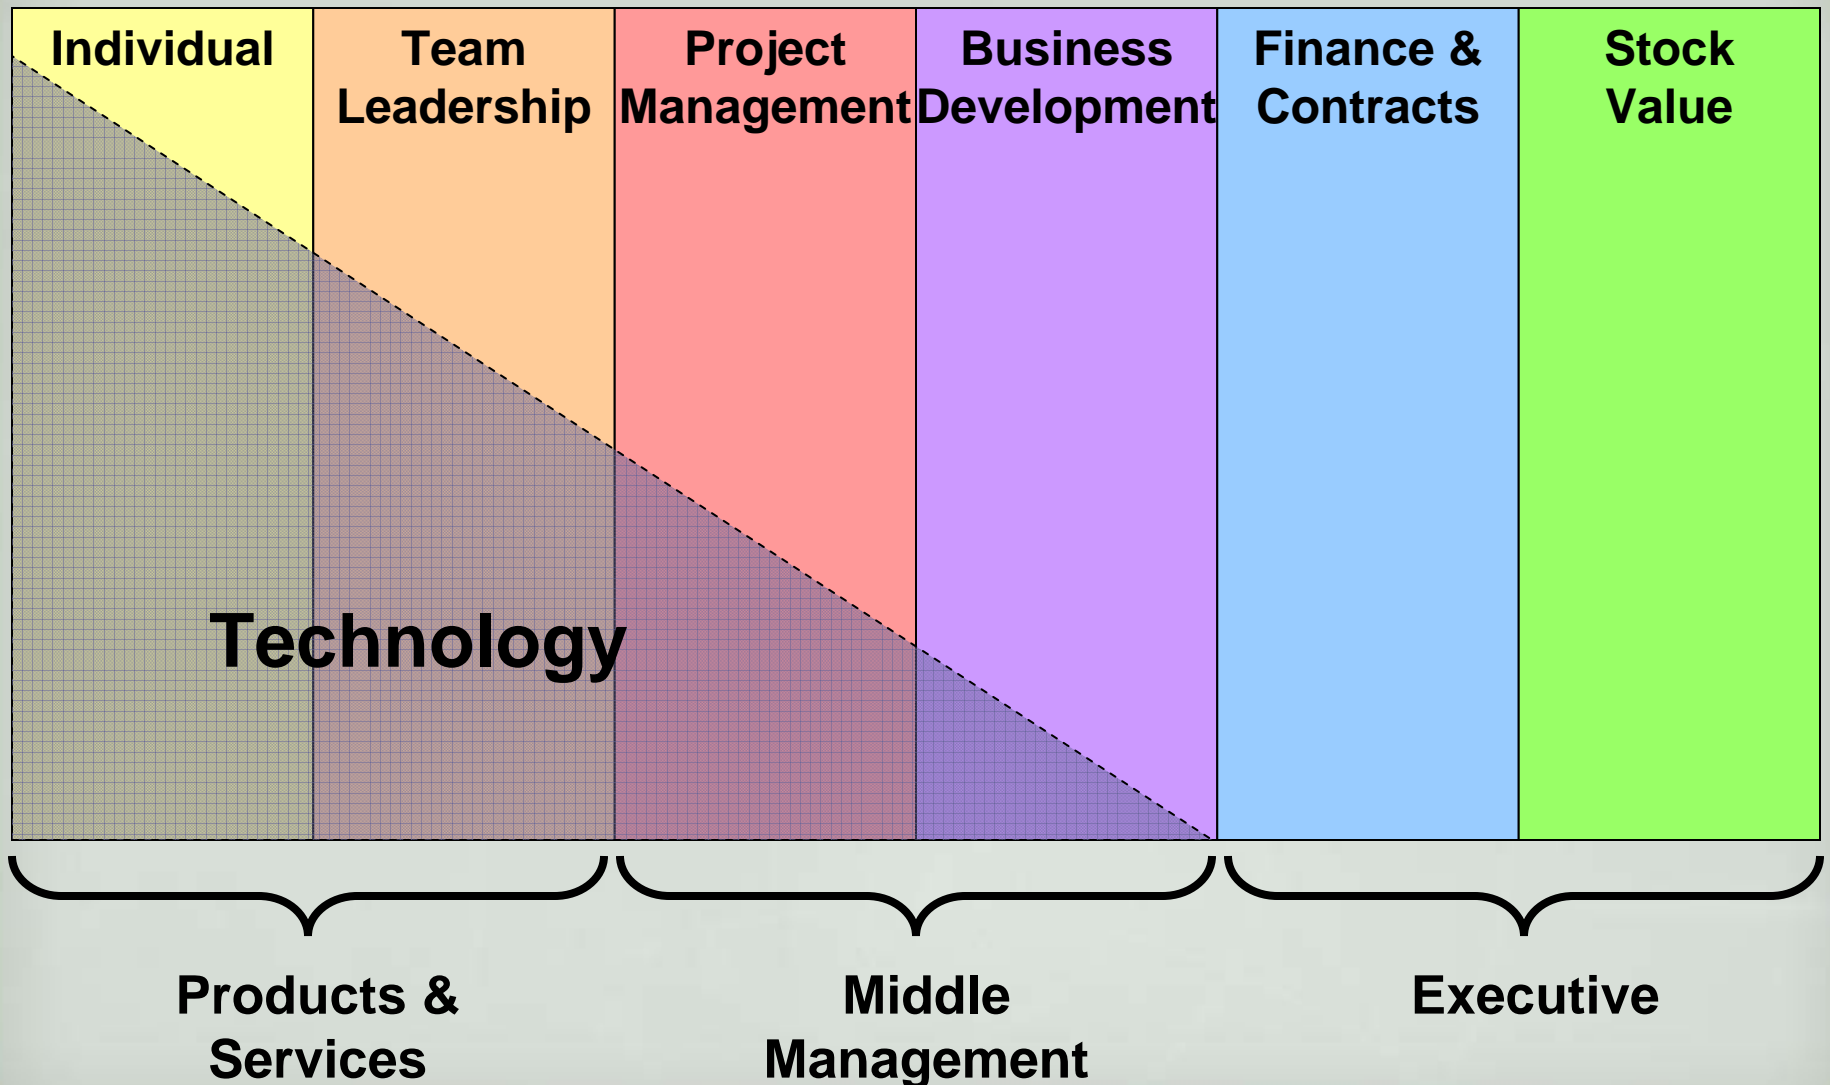 Individual
Team
Leadership
Project
Management
Business
Development
Finance &
Contracts
Stock
Value
Technology
Products &
Services
Middle
Management
Executive